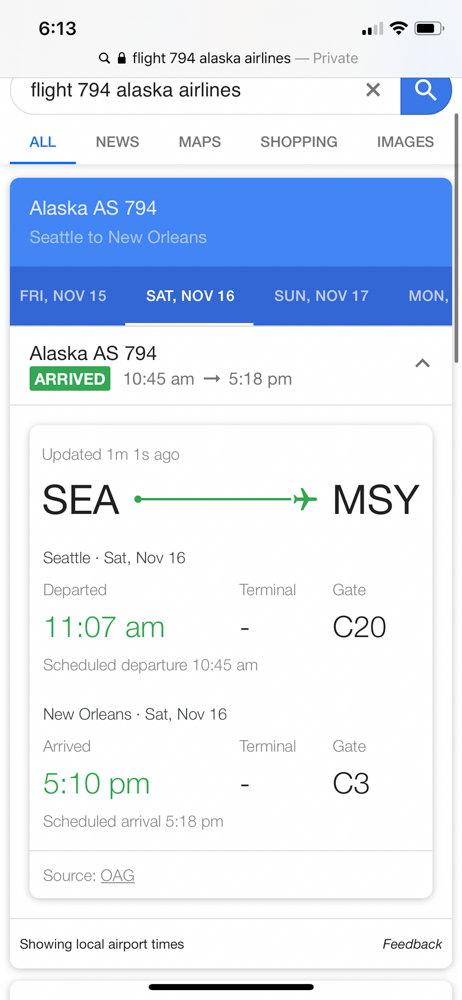 6:13
flight 794 alaska airlines — Private
flight 794 alaska airlines
ALL NEWS MAPS SHOPPING IMAGES
Alaska AS 794
Seattle to New Orleans
FRI, NOV 15 SAT, NOV 16 SUN, NOV 17 MON,
Alaska AS 794
ARRIVED 10:45 am → 5:18 pm
Updated 1m 1s ago
SEA MSY
Seattle · Sat, Nov 16
Departed Terminal Gate
11:07 am - C20
Scheduled departure 10:45 am
New Orleans · Sat, Nov 16
Arrived Terminal Gate
5:10 pm - C3
Scheduled arrival 5:18 pm
Source: OAG
Showing local airport times Feedback